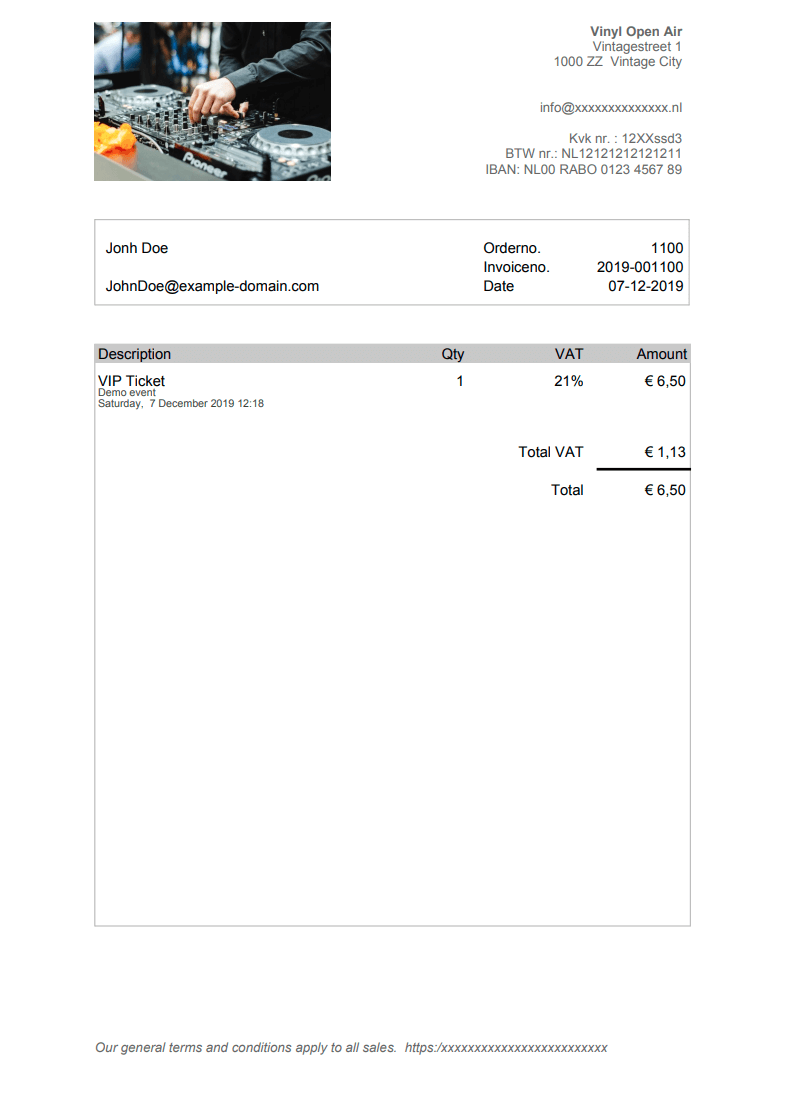 Pioneer
Vinyl Open Air
Vintagestreet 1
1000 ZZ  Vintage City
info@xxxxxxxxxxxxxx.nl
Kvk nr. : 12XXssd3
BTW nr.: NL12121212121211
IBAN: NL00 RABO 0123 4567 89
Jonh Doe
Orderno. 1100
Invoiceno. 2019-001100
JohnDoe@example-domain.com
Date 07-12-2019
Description Qty VAT Amount
VIP Ticket 1 21% € 6,50
Demo event
Saturday,  7 December 2019 12:18
Total VAT € 1,13
Total € 6,50
Our general terms and conditions apply to all sales.  https:/xxxxxxxxxxxxxxxxxxxxxxxxx